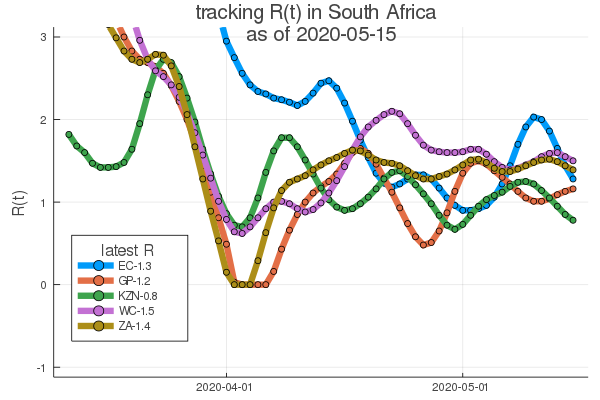 tracking R(t) in South Africa
as of 2020-05-15
3
2
1
0
-1
R(t)
latest R
EC-1.3
GP-1.2
KZN-0.8
WC-1.5
ZA-1.4
2020-04-01
2020-05-01